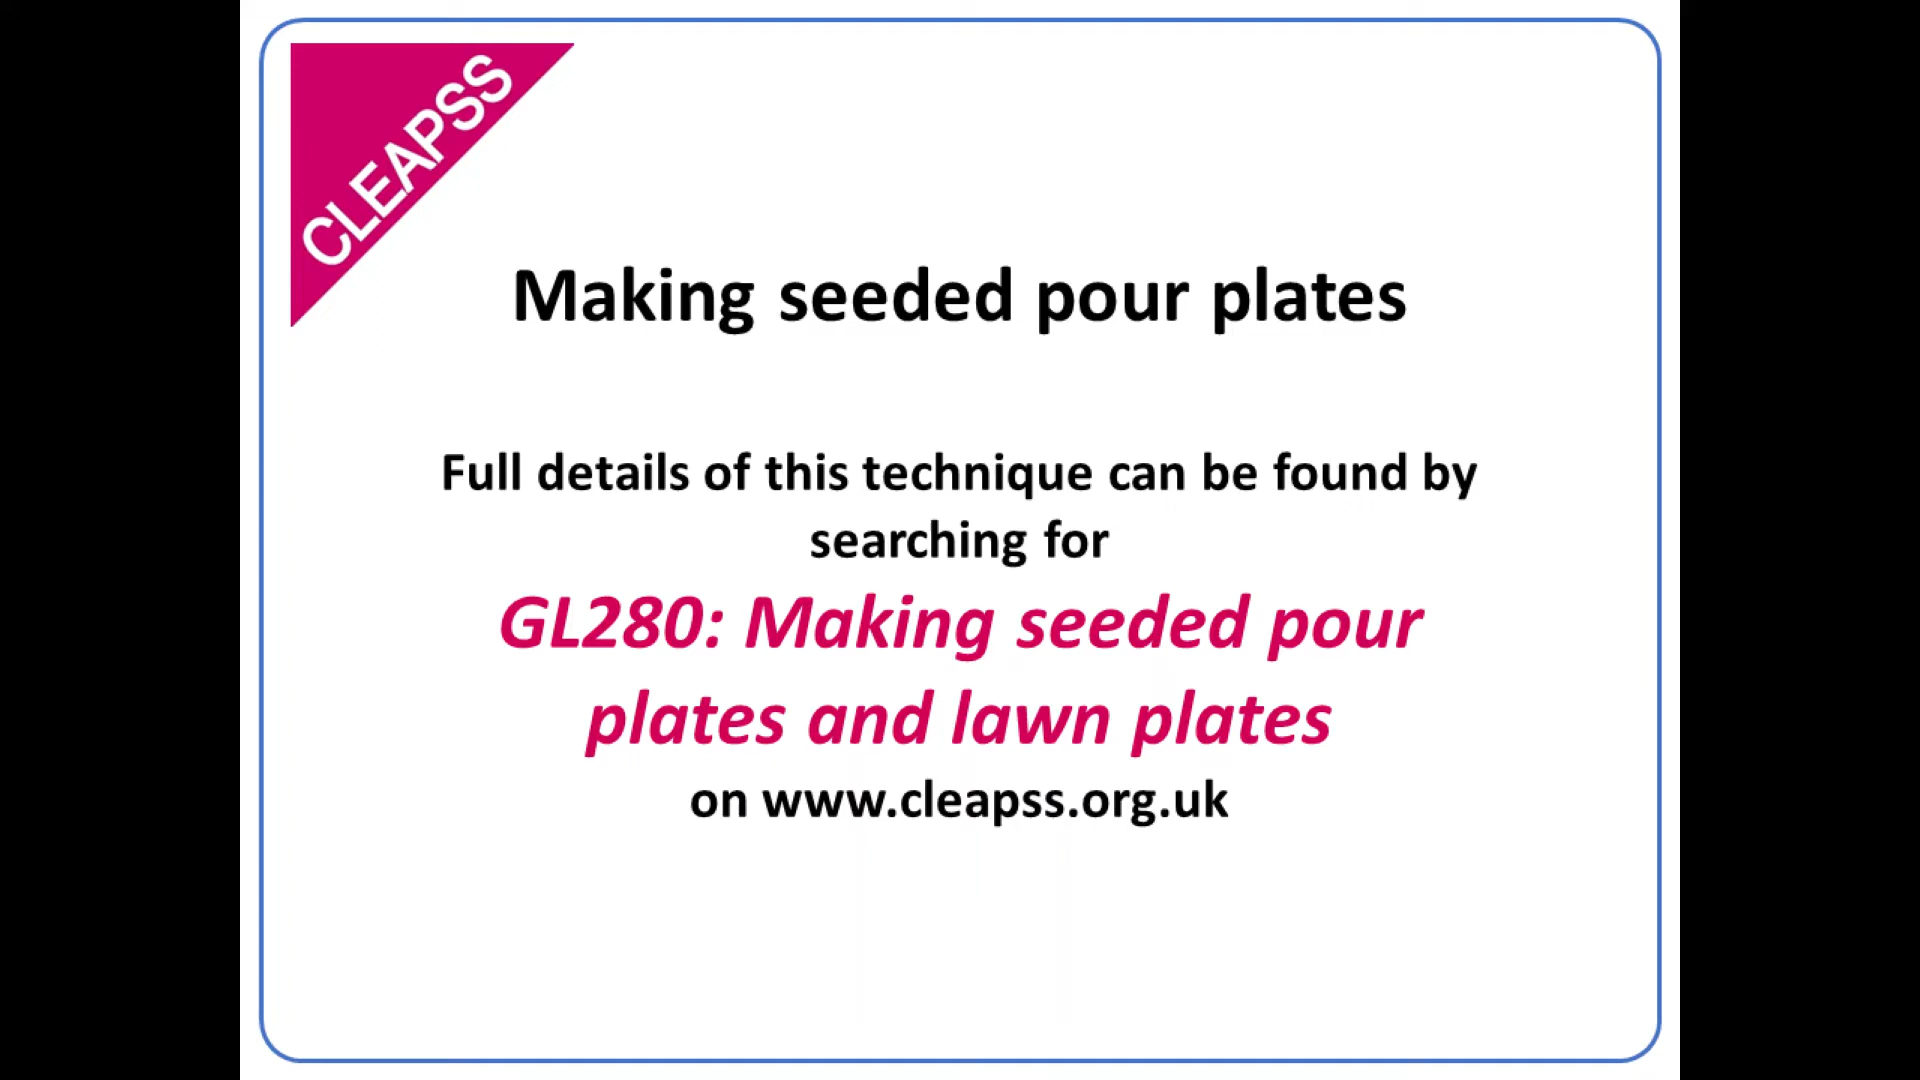 CLEAPSS
Making seeded pour plates
Full details of this technique can be found by
searching for
GL280: Making seeded pour
plates and lawn plates
on www.cleapss.org.uk